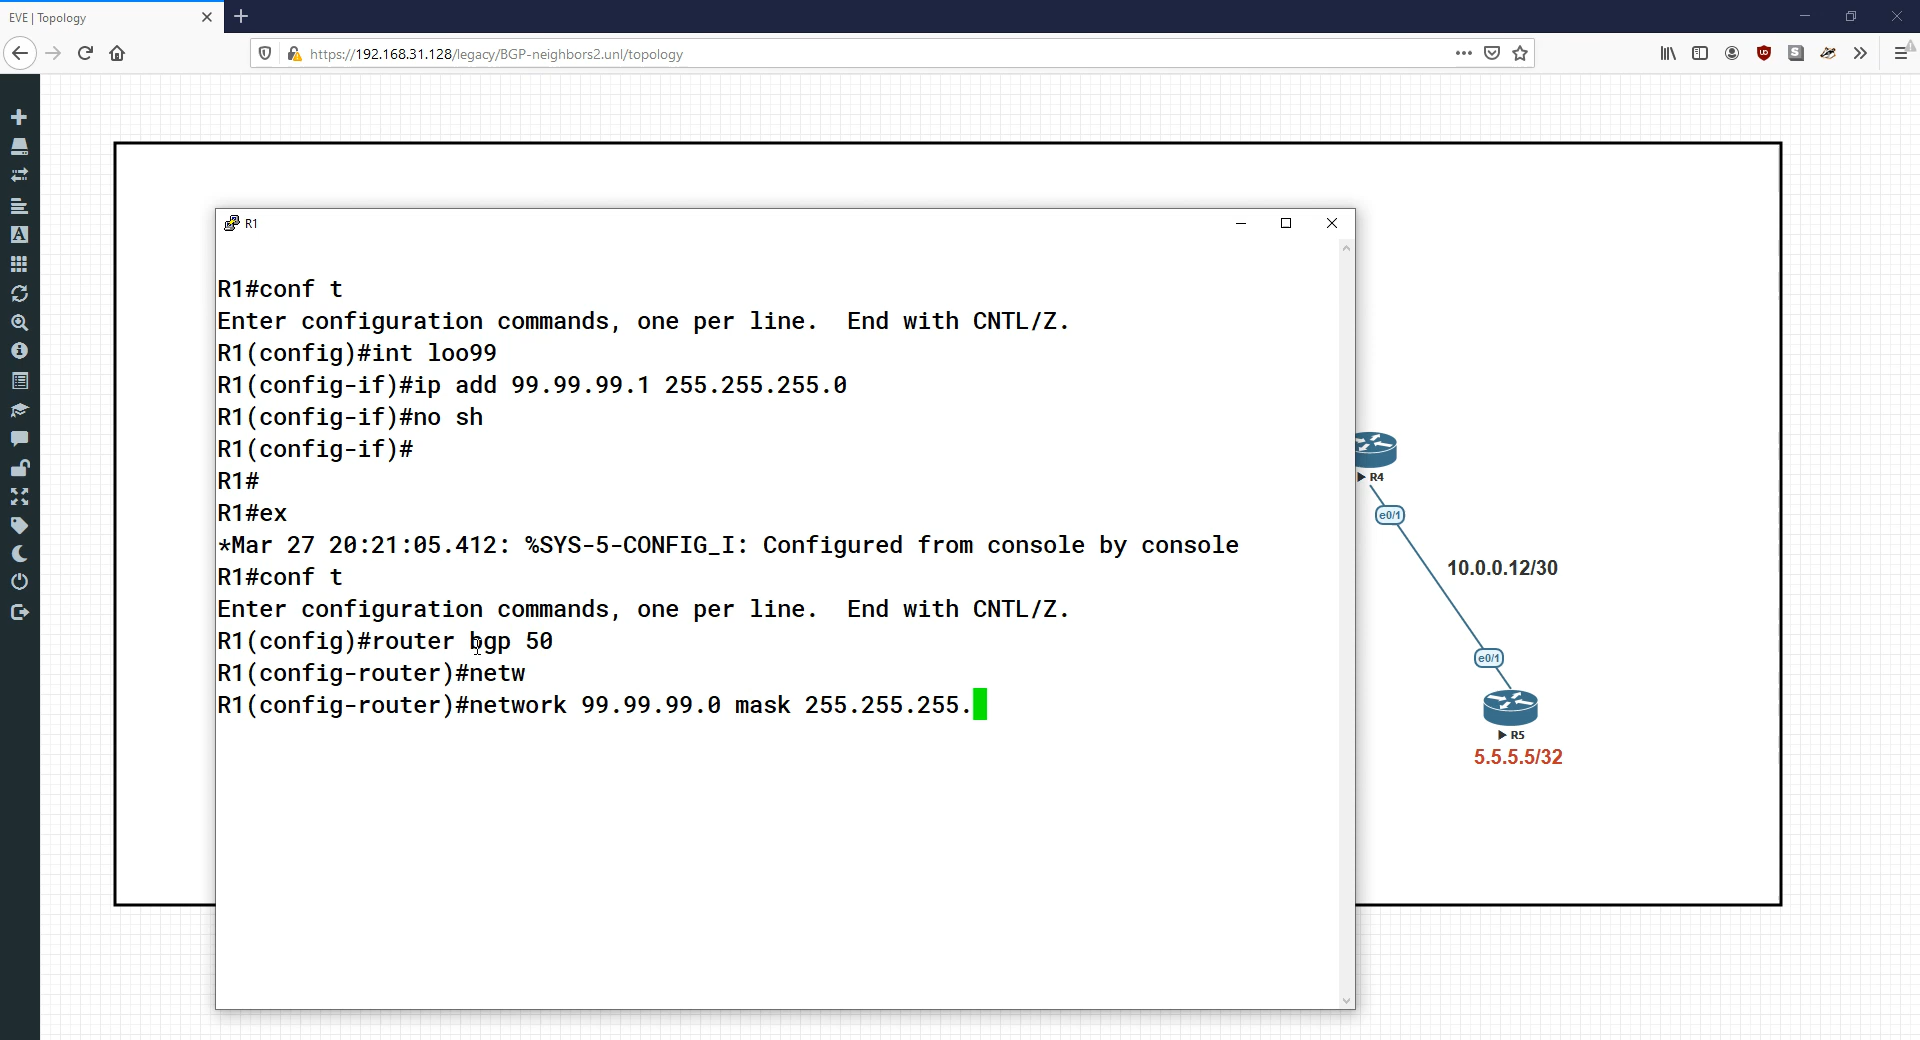 EVE | Topology
https://192.168.31.128/legacy/BGP-neighbors2.unl/topology
R1
R1#conf t
Enter configuration commands, one per line.  End with CNTL/Z.
R1(config)#int loo99
R1(config-if)#ip add 99.99.99.1 255.255.255.0
R1(config-if)#no sh
R1(config-if)#
R1#
R1#ex
*Mar 27 20:21:05.412: %SYS-5-CONFIG_I: Configured from console by console
R1#conf t
Enter configuration commands, one per line.  End with CNTL/Z.
R1(config)#router bgp 50
R1(config-router)#netw
R1(config-router)#network 99.99.99.0 mask 255.255.255.
R4
e0/1
10.0.0.12/30
e0/1
R5
5.5.5.5/32